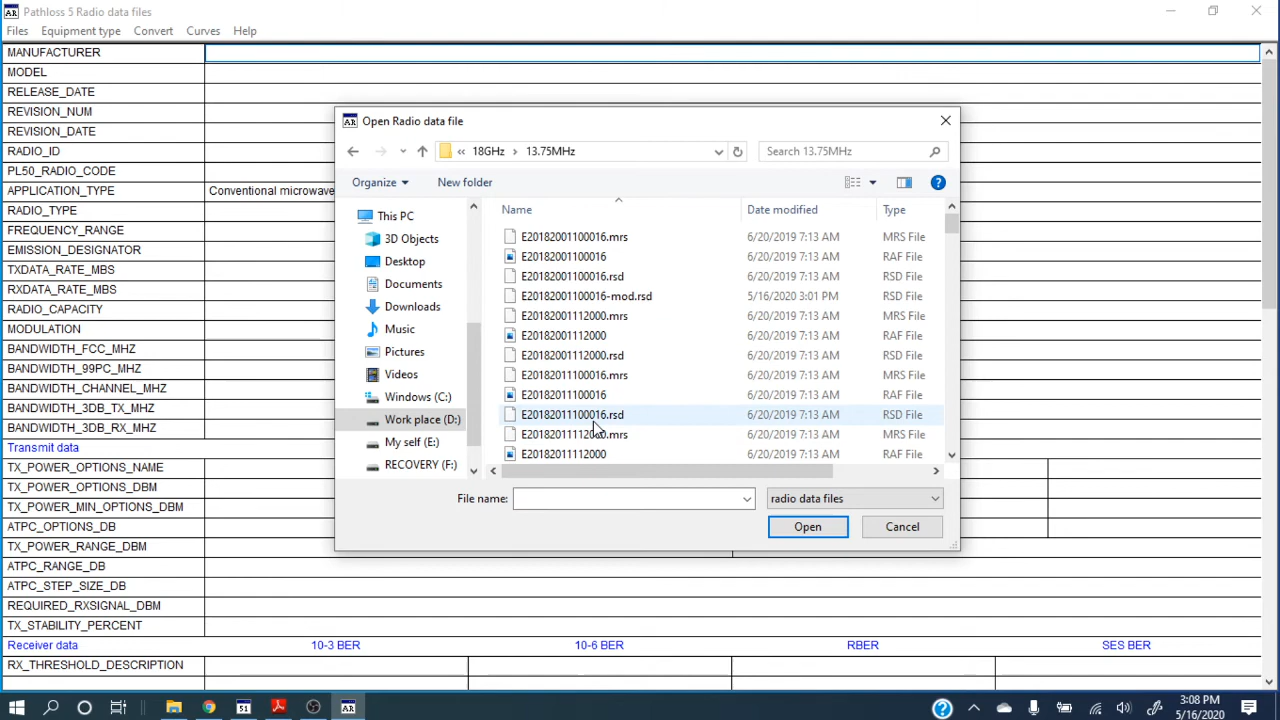 AR Pathloss 5 Radio data files
Files Equipment type Convert Curves Help
MANUFACTURER
MODEL
RELEASE_DATE
REVISION_NUM
REVISION_DATE
RADIO_ID
PL50_RADIO_CODE
APPLICATION_TYPE Conventional microwave
RADIO_TYPE
FREQUENCY_RANGE
EMISSION_DESIGNATOR
TXDATA_RATE_MBS
RXDATA_RATE_MBS
RADIO_CAPACITY
MODULATION
BANDWIDTH_FCC_MHZ
BANDWIDTH_99PC_MHZ
BANDWIDTH_CHANNEL_MHZ
BANDWIDTH_3DB_TX_MHZ
BANDWIDTH_3DB_RX_MHZ
Transmit data
TX_POWER_OPTIONS_NAME
TX_POWER_OPTIONS_DBM
TX_POWER_MIN_OPTIONS_DBM
ATPC_OPTIONS_DB
TX_POWER_RANGE_DBM
ATPC_RANGE_DB
ATPC_STEP_SIZE_DB
REQUIRED_RXSIGNAL_DBM
TX_STABILITY_PERCENT
Receiver data 10-3 BER 10-6 BER RBER SES BER
RX_THRESHOLD_DESCRIPTION
AR Open Radio data file
« 18GHz › 13.75MHz Search 13.75MHz
Organize New folder
This PC
3D Objects
Desktop
Documents
Downloads
Music
Pictures
Videos
Windows (C:)
Work place (D:)
My self (E:)
RECOVERY (F:)
Name Date modified Type
E20182001100016.mrs 6/20/2019 7:13 AM MRS File
E20182001100016 6/20/2019 7:13 AM RAF File
E20182001100016.rsd 6/20/2019 7:13 AM RSD File
E20182001100016-mod.rsd 5/16/2020 3:01 PM RSD File
E20182001112000.mrs 6/20/2019 7:13 AM MRS File
E20182001112000 6/20/2019 7:13 AM RAF File
E20182001112000.rsd 6/20/2019 7:13 AM RSD File
E20182011100016.mrs 6/20/2019 7:13 AM MRS File
E20182011100016 6/20/2019 7:13 AM RAF File
E20182011100016.rsd 6/20/2019 7:13 AM RSD File
E20182011112000.mrs 6/20/2019 7:13 AM MRS File
E20182011112000 6/20/2019 7:13 AM RAF File
File name: radio data files
Open Cancel
51 AR
3:08 PM
5/16/2020